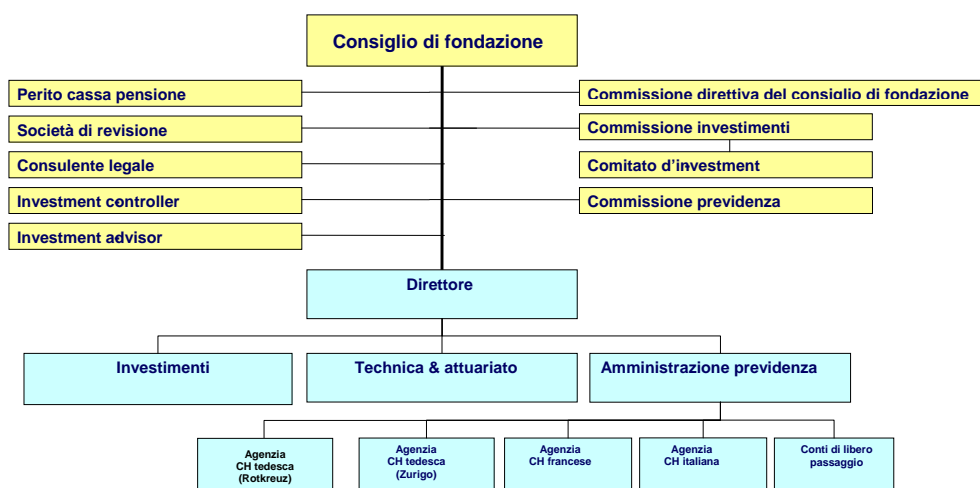 Consiglio di fondazione
Perito cassa pensione
Commissione direttiva del consiglio di fondazione
Società di revisione
Commissione investimenti
Consulente legale
Comitato d'investment
Investment controller
Commissione previdenza
Investment advisor
Direttore
Investimenti
Technica & attuariato
Amministrazione previdenza
Agenzia
CH tedesca
(Rotkreuz)
Agenzia
CH tedesca
(Zurigo)
Agenzia
CH francese
Agenzia
CH italiana
Conti di libero
passaggio